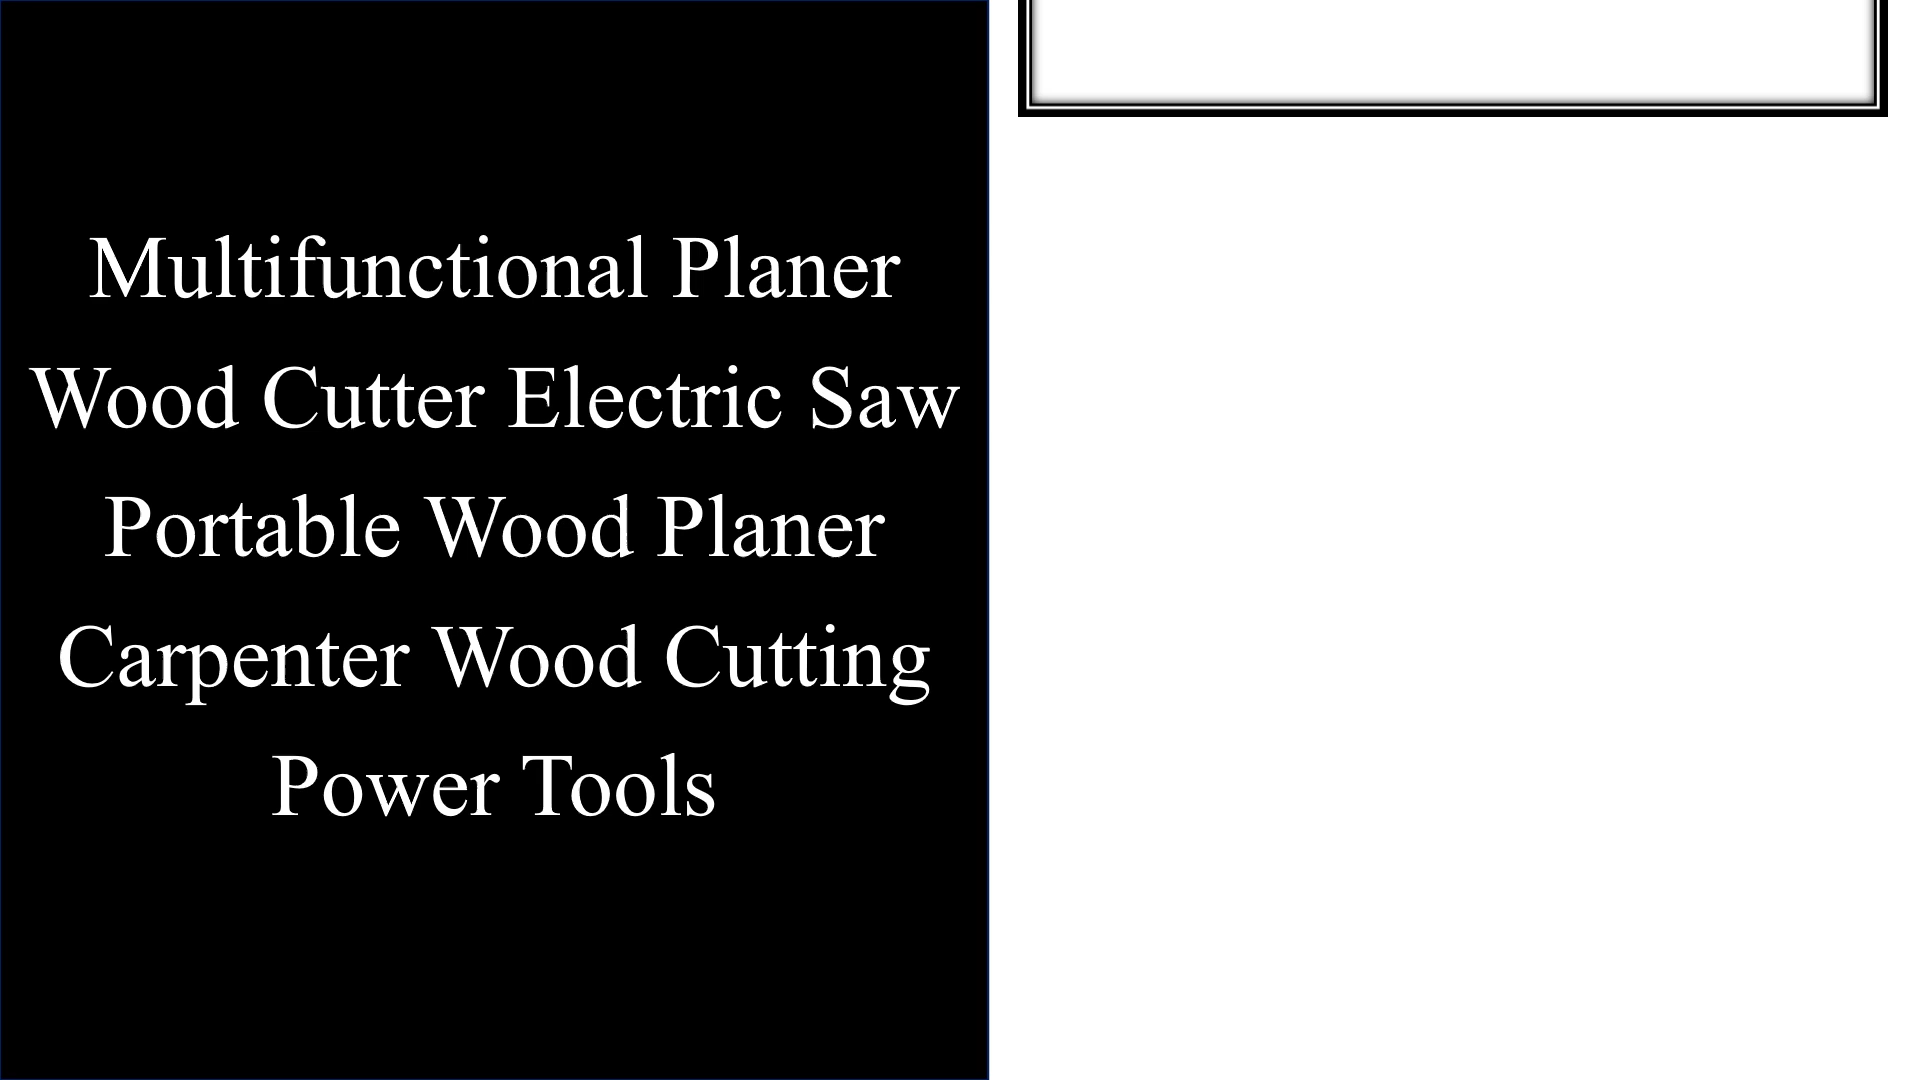 Multifunctional Planer
Wood Cutter Electric Saw
Portable Wood Planer
Carpenter Wood Cutting
Power Tools